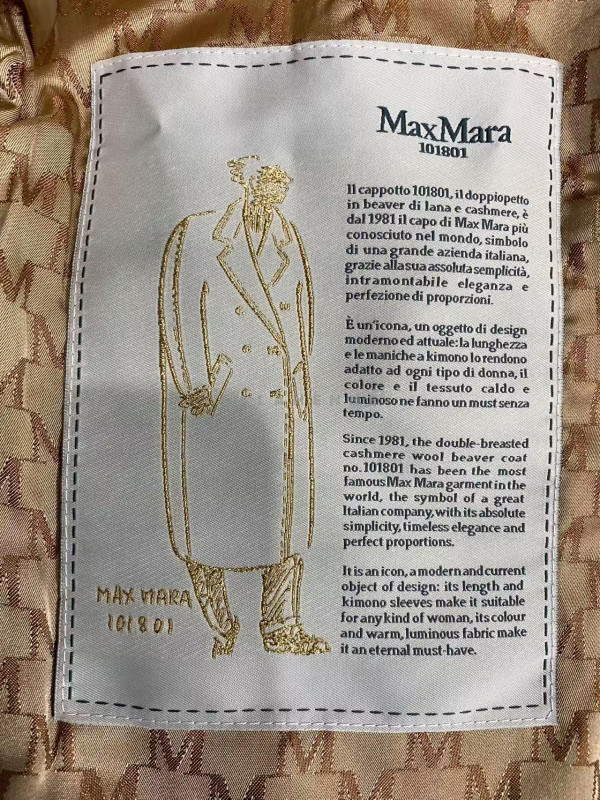 MaxMara
101801
Il cappotto 101801, il doppiopetto
in beaver di lana e cashmere, è
dal 1981 il capo di Max Mara più
conosciuto nel mondo, simbolo
di una grande azienda italiana,
grazie alla sua assoluta semplicità,
intramontabile eleganza e
perfezione di proporzioni.
È un'icona, un oggetto di design
moderno ed attuale: la lunghezza
e le maniche a kimono lo rendono
adatto ad ogni tipo di donna, il
colore e il tessuto caldo e
luminoso ne fanno un must senza
tempo.
Since 1981, the double-breasted
cashmere wool beaver coat
no. 101801 has been the most
famous Max Mara garment in the
world, the symbol of a great
Italian company, with its absolute
simplicity, timeless elegance and
perfect proportions.
It is an icon, a modern and current
object of design: its length and
kimono sleeves make it suitable
for any kind of woman, its colour
and warm, luminous fabric make
it an eternal must-have.
MAX MARA
101801